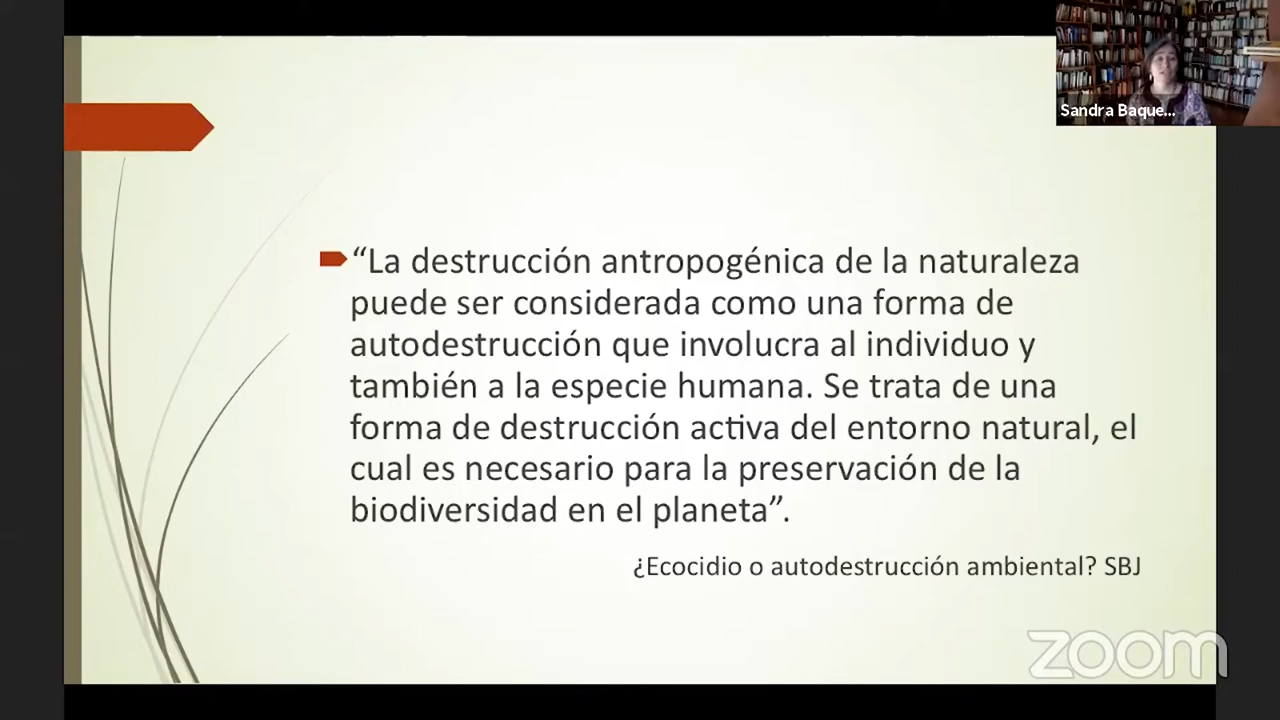 Sandra Baque...
“La destrucción antropogénica de la naturaleza
puede ser considerada como una forma de
autodestrucción que involucra al individuo y
también a la especie humana. Se trata de una
forma de destrucción activa del entorno natural, el
cual es necesario para la preservación de la
biodiversidad en el planeta”.
¿Ecocidio o autodestrucción ambiental? SBJ
zoom